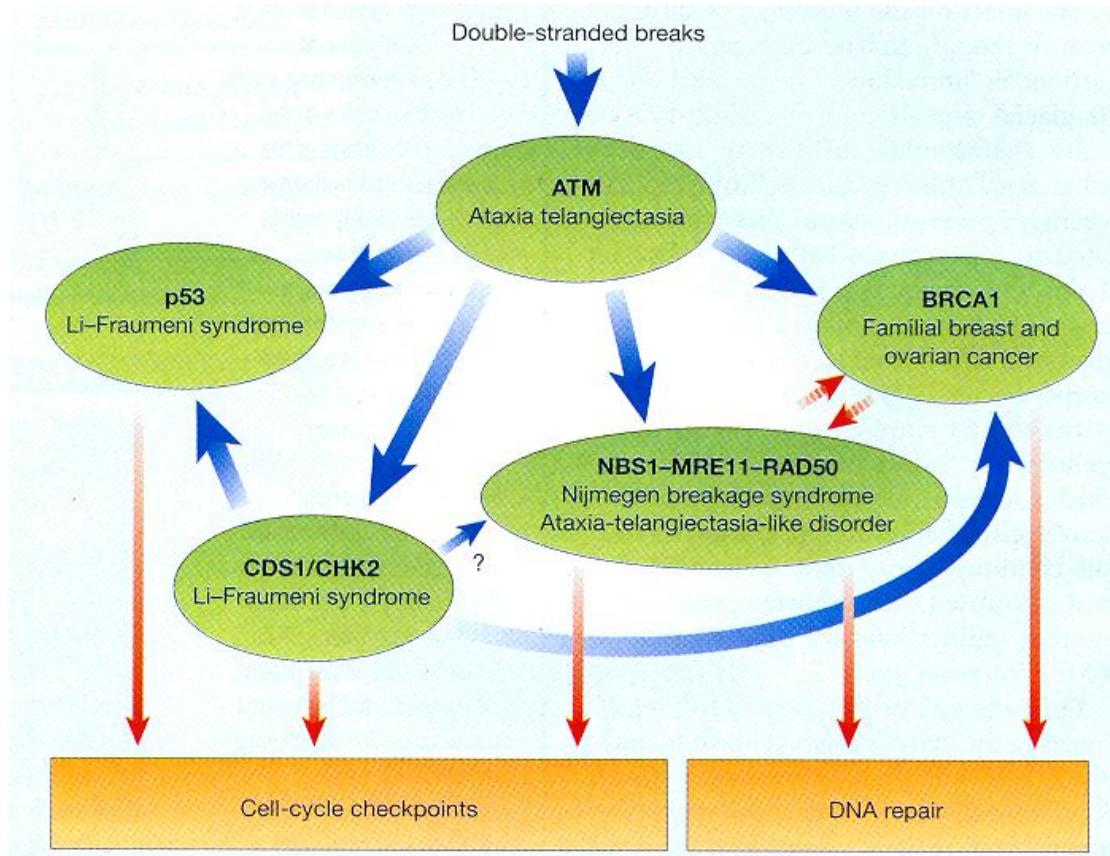 Double-stranded breaks
ATM
Ataxia telangiectasia
p53
Li–Fraumeni syndrome
BRCA1
Familial breast and
ovarian cancer
NBS1–MRE11–RAD50
Nijmegen breakage syndrome
Ataxia-telangiectasia-like disorder
?
CDS1/CHK2
Li–Fraumeni syndrome
Cell-cycle checkpoints
DNA repair